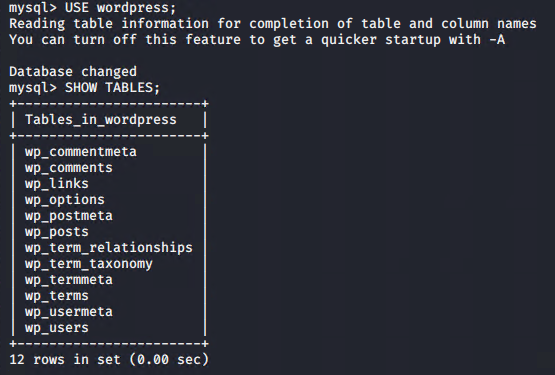 mysql> USE wordpress;
Reading table information for completion of table and column names
You can turn off this feature to get a quicker startup with -A

Database changed
mysql> SHOW TABLES;
+-----------------------+
| Tables_in_wordpress   |
+-----------------------+
| wp_commentmeta        |
| wp_comments           |
| wp_links              |
| wp_options            |
| wp_postmeta           |
| wp_posts              |
| wp_term_relationships |
| wp_term_taxonomy      |
| wp_termmeta           |
| wp_terms              |
| wp_usermeta           |
| wp_users              |
+-----------------------+
12 rows in set (0.00 sec)